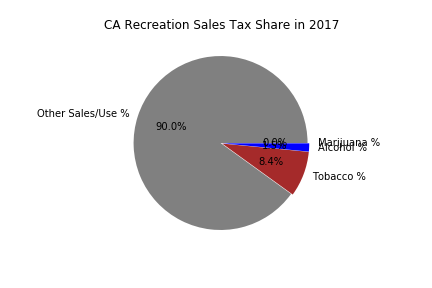 CA Recreation Sales Tax Share in 2017
Other Sales/Use %
90.0%
0.0%
Marijuana %
Alcohol %
8.4%
Tobacco %